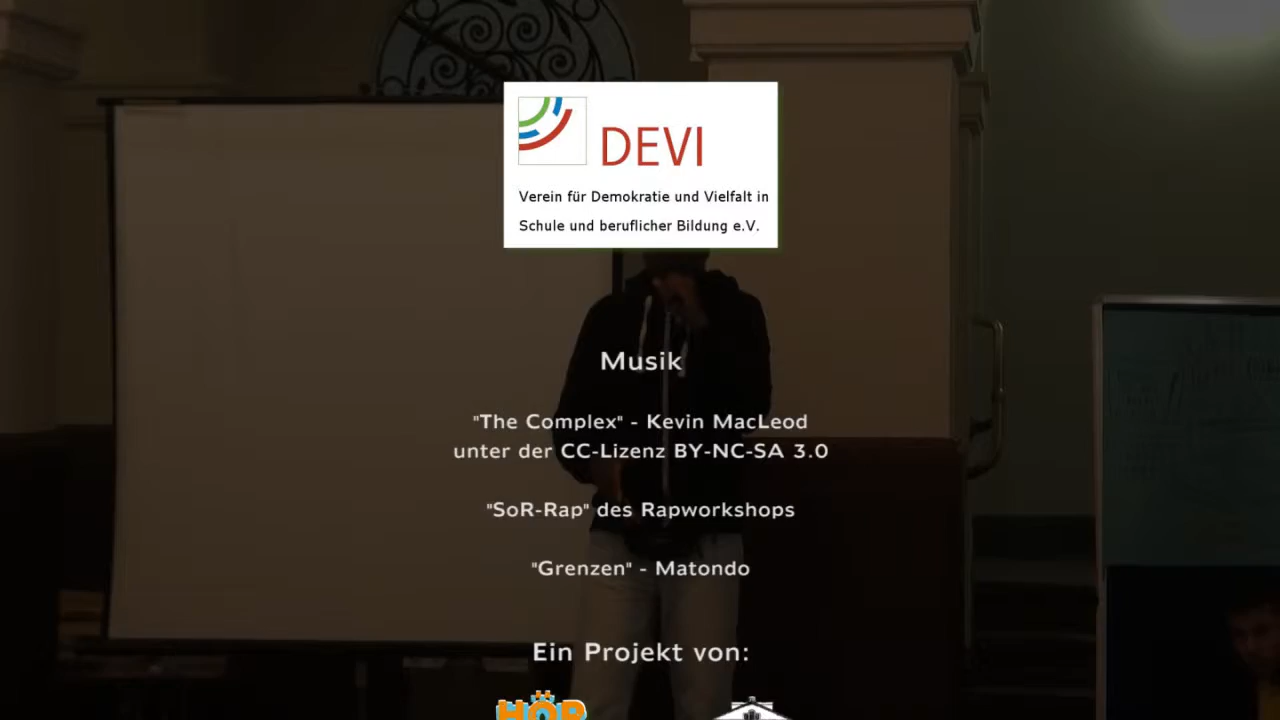 DEVI
Verein für Demokratie und Vielfalt in
Schule und beruflicher Bildung e.V.
Musik
"The Complex" - Kevin MacLeod
unter der CC-Lizenz BY-NC-SA 3.0
"SoR-Rap" des Rapworkshops
"Grenzen" - Matondo
Ein Projekt von:
HÖR